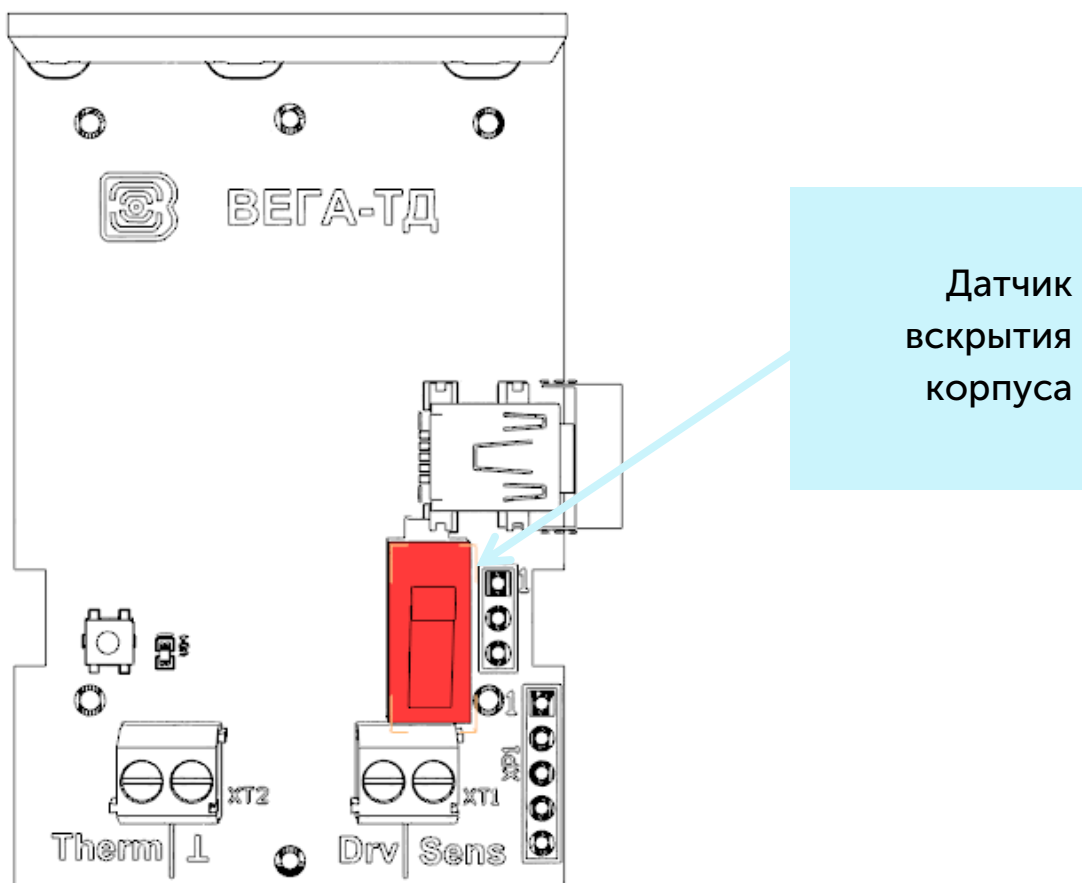 ВЕГА-ТД
Датчик
вскрытия
корпуса
1
1
XP1
XT2
XT1
Therm ⊥
Drv Sens